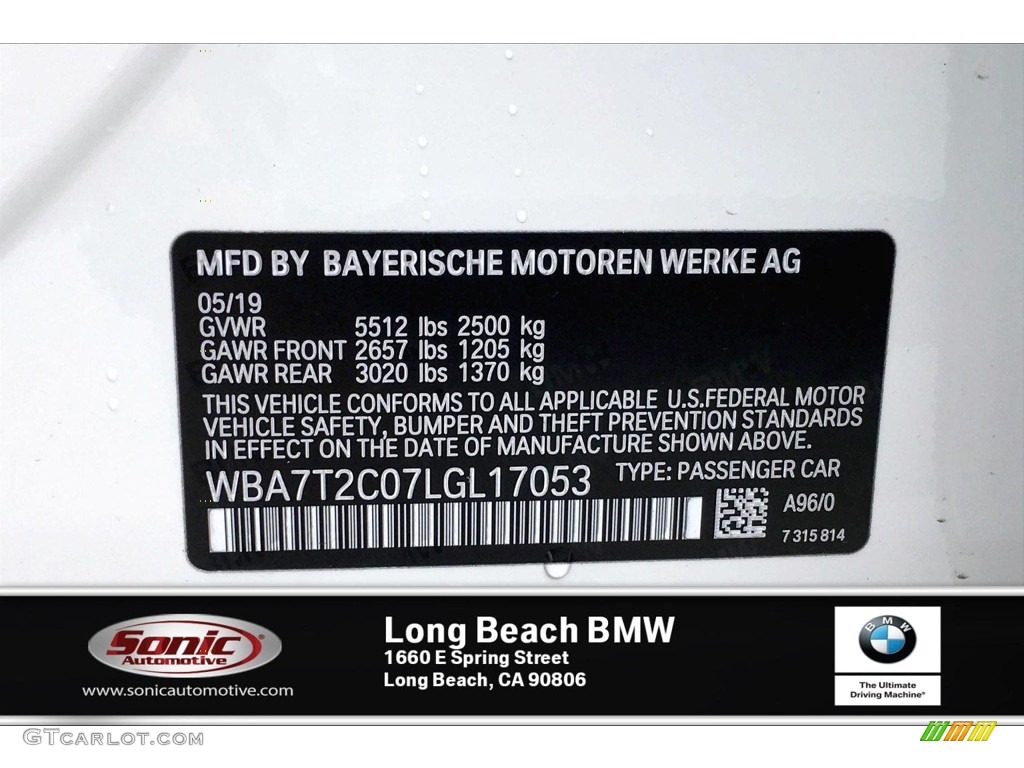 MFD BY BAYERISCHE MOTOREN WERKE AG
05/19
GVWR 5512 lbs 2500 kg
GAWR FRONT 2657 lbs 1205 kg
GAWR REAR 3020 lbs 1370 kg
THIS VEHICLE CONFORMS TO ALL APPLICABLE U.S.FEDERAL MOTOR
VEHICLE SAFETY, BUMPER AND THEFT PREVENTION STANDARDS
IN EFFECT ON THE DATE OF MANUFACTURE SHOWN ABOVE.
WBA7T2C07LGL17053 TYPE: PASSENGER CAR
A96/0
7 315 814
Sonic
Automotive
www.sonicautomotive.com
Long Beach BMW
1660 E Spring Street
Long Beach, CA 90806
BMW
The Ultimate
Driving Machine®
GTcarlot.com